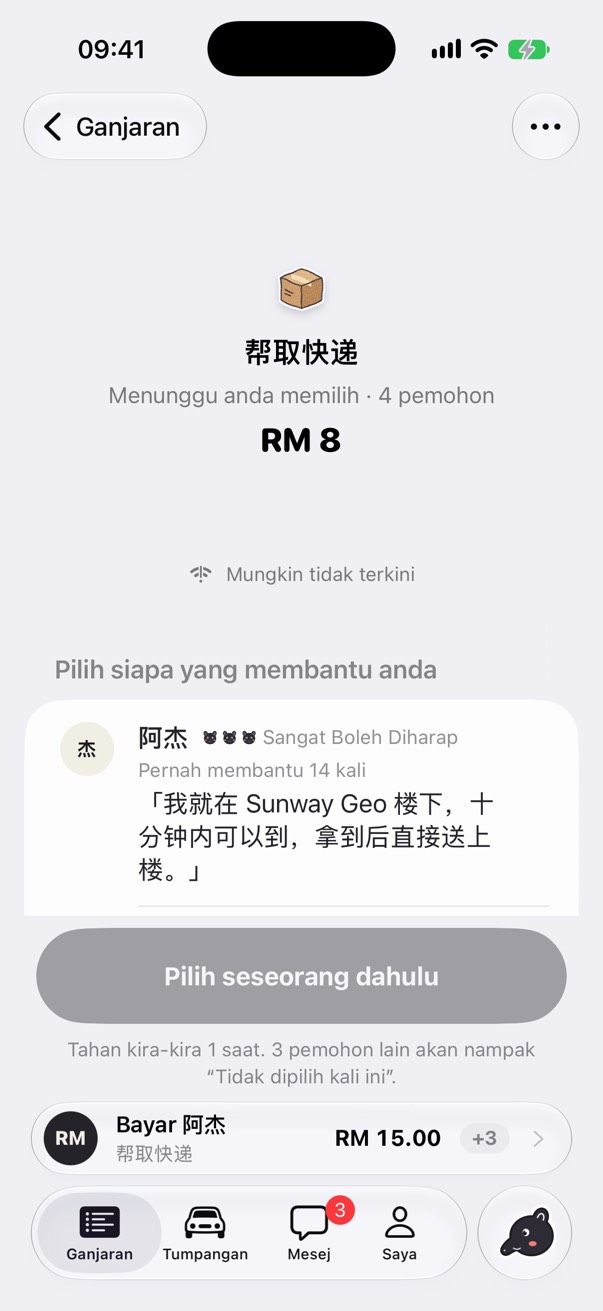 09:41
Ganjaran
帮取快递
Menunggu anda memilih · 4 pemohon
RM 8
Mungkin tidak terkini
Pilih siapa yang membantu anda
杰
阿杰 Sangat Boleh Diharap
Pernah membantu 14 kali
「我就在 Sunway Geo 楼下，十
分钟内可以到，拿到后直接送上
楼。」
Pilih seseorang dahulu
Tahan kira-kira 1 saat. 3 pemohon lain akan nampak
“Tidak dipilih kali ini”.
RM
Bayar 阿杰
帮取快递
RM 15.00
+3
3
Ganjaran
Tumpangan
Mesej
Saya